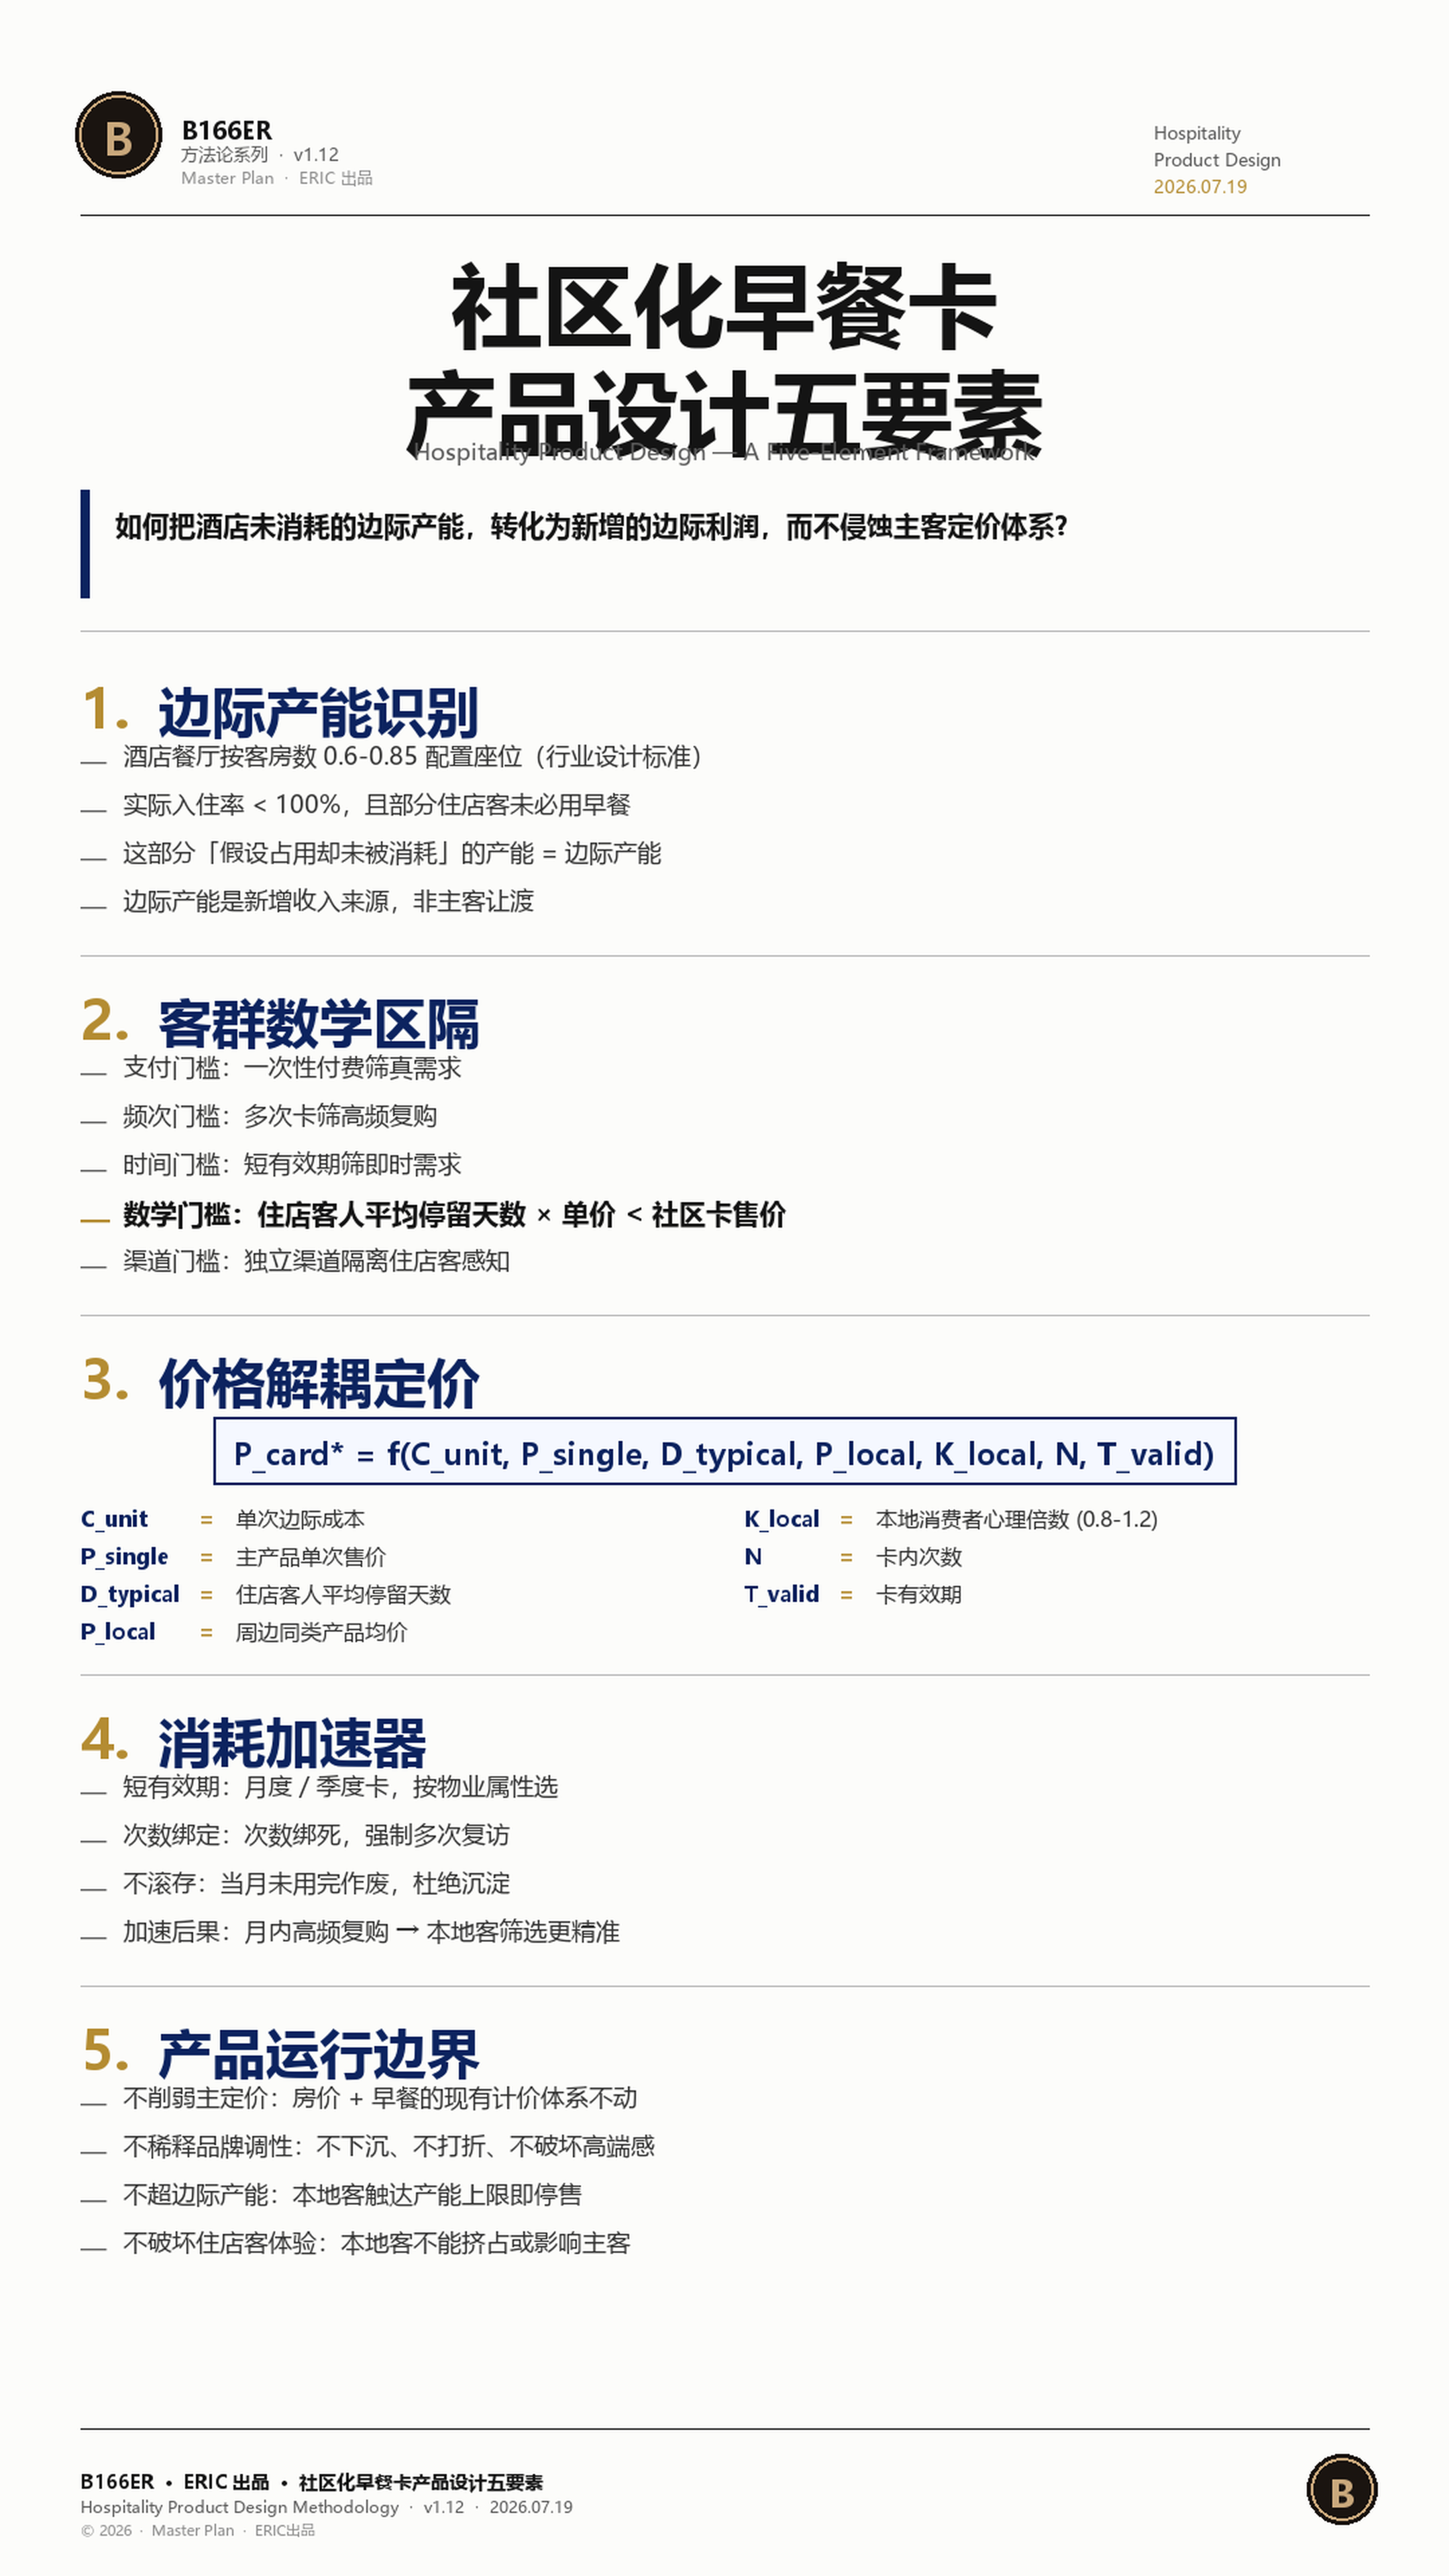 B
B166ER
方法论系列 · v1.12
Master Plan · ERIC 出品
Hospitality
Product Design
2026.07.19
社区化早餐卡
产品设计五要素
Hospitality Product Design — A Five-Element Framework
如何把酒店未消耗的边际产能，转化为新增的边际利润，而不侵蚀主客定价体系?
1. 边际产能识别
— 酒店餐厅按客房数 0.6-0.85 配置座位（行业设计标准）
— 实际入住率 < 100%，且部分住店客未必用早餐
— 这部分「假设占用却未被消耗」的产能 = 边际产能
— 边际产能是新增收入来源，非主客让渡
2. 客群数学区隔
— 支付门槛：一次性付费筛真需求
— 频次门槛：多次卡筛高频复购
— 时间门槛：短有效期筛即时需求
— 数学门槛：住店客人平均停留天数 × 单价 < 社区卡售价
— 渠道门槛：独立渠道隔离住店客感知
3. 价格解耦定价
P_card* = f(C_unit, P_single, D_typical, P_local, K_local, N, T_valid)
C_unit = 单次边际成本
P_single = 主产品单次售价
D_typical = 住店客人平均停留天数
P_local = 周边同类产品均价
K_local = 本地消费者心理倍数 (0.8-1.2)
N = 卡内次数
T_valid = 卡有效期
4. 消耗加速器
— 短有效期：月度 / 季度卡，按物业属性选
— 次数绑定：次数绑死，强制多次复访
— 不滚存：当月未用完作废，杜绝沉淀
— 加速后果：月内高频复购 → 本地客筛选更精准
5. 产品运行边界
— 不削弱主定价：房价 + 早餐的现有计价体系不动
— 不稀释品牌调性：不下沉、不打折、不破坏高端感
— 不超边际产能：本地客触达产能上限即停售
— 不破坏住店客体验：本地客不能挤占或影响主客
B166ER • ERIC 出品 • 社区化早餐卡产品设计五要素
Hospitality Product Design Methodology · v1.12 · 2026.07.19
© 2026 · Master Plan · ERIC出品
B